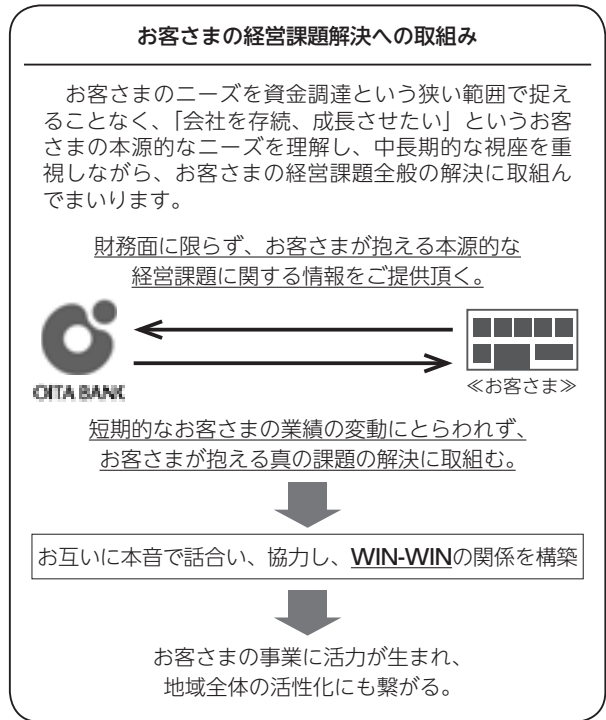 お客さまの経営課題解決への取組み
お客さまのニーズを資金調達という狭い範囲で捉え
ることなく、「会社を存続、成長させたい」というお客
さまの本源的なニーズを理解し、中長期的な視座を重
視しながら、お客さまの経営課題全般の解決に取組ん
でまいります。
財務面に限らず、お客さまが抱える本源的な
経営課題に関する情報をご提供頂く。
OITA BANK
≪お客さま≫
短期的なお客さまの業績の変動にとらわれず、
お客さまが抱える真の課題の解決に取組む。
お互いに本音で話合い、協力し、WIN-WINの関係を構築
お客さまの事業に活力が生まれ、
地域全体の活性化にも繋がる。